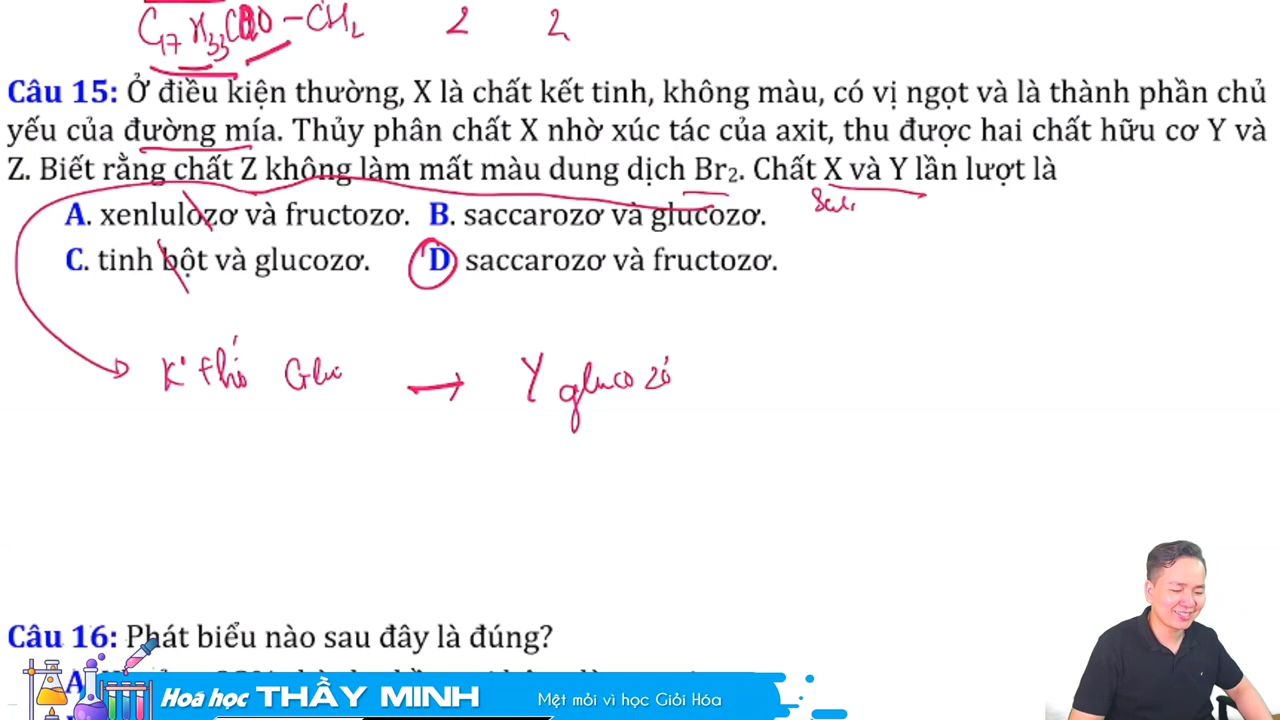 C17H33COO-CH2 2 2
Câu 15: Ở điều kiện thường, X là chất kết tinh, không màu, có vị ngọt và là thành phần chủ
yếu của đường mía. Thủy phân chất X nhờ xúc tác của axit, thu được hai chất hữu cơ Y và
Z. Biết rằng chất Z không làm mất màu dung dịch Br2. Chất X và Y lần lượt là
A. xenlulozơ và fructozơ. B. saccarozơ và glucozơ.
C. tinh bột và glucozơ. D saccarozơ và fructozơ.
Glu → Y glucozơ
Câu 16: Phát biểu nào sau đây là đúng?
A
Hoá học THẦY MINH Mệt mỏi vì học Giỏi Hóa